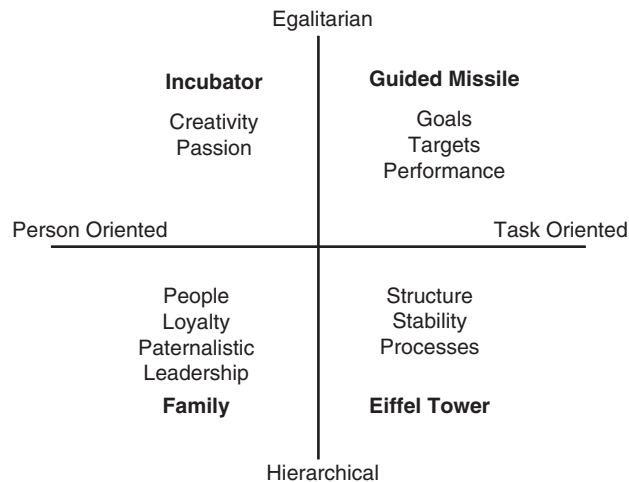 Egalitarian
Incubator
Creativity
Passion
Guided Missile
Goals
Targets
Performance
Person Oriented
Task Oriented
People
Loyalty
Paternalistic
Leadership
Family
Structure
Stability
Processes
Eiffel Tower
Hierarchical